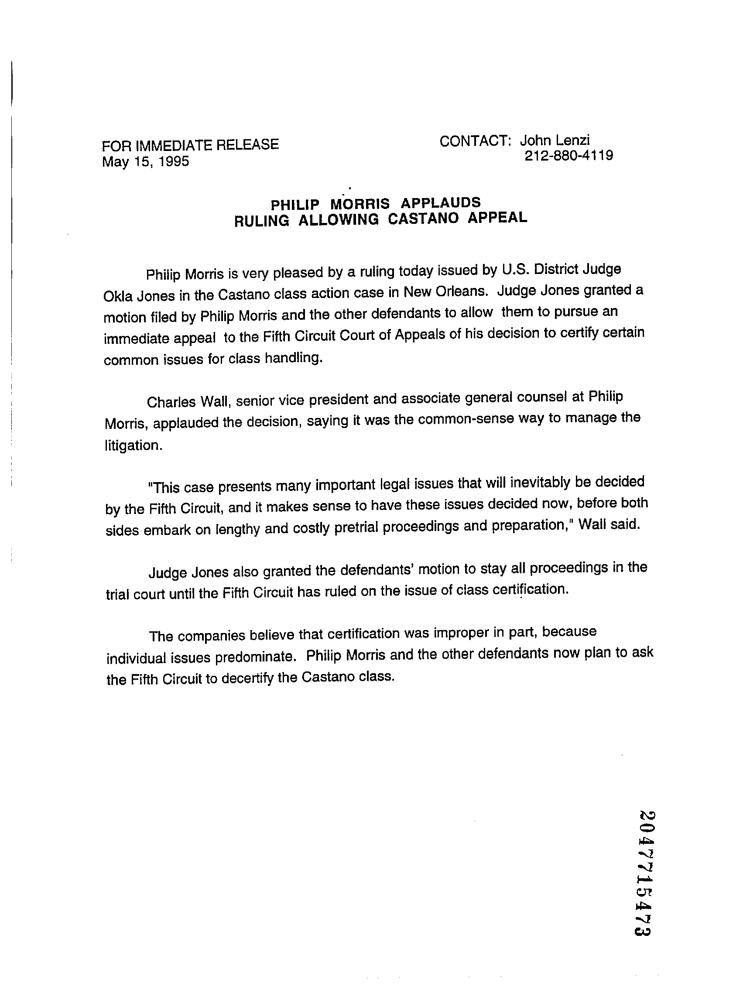 FOR IMMEDIATE RELEASE
May 15, 1995
CONTACT: John Lenzi
212-880-4119
PHILIP MORRIS APPLAUDS
RULING ALLOWING CASTANO APPEAL
Philip Morris is very pleased by a ruling today issued by U.S. District Judge
Okla Jones in the Castano class action case in New Orleans. Judge Jones granted a
motion filed by Philip Morris and the other defendants to allow them to pursue an
immediate appeal to the Fifth Circuit Court of Appeals of his decision to certify certain
common issues for class handling.
Charles Wall, senior vice president and associate general counsel at Philip
Morris, applauded the decision, saying it was the common-sense way to manage the
litigation.
"This case presents many important legal issues that will inevitably be decided
by the Fifth Circuit, and it makes sense to have these issues decided now, before both
sides embark on lengthy and costly pretrial proceedings and preparation," Wall said.
Judge Jones also granted the defendants' motion to stay all proceedings in the
trial court until the Fifth Circuit has ruled on the issue of class certification.
The companies believe that certification was improper in part, because
individual issues predominate. Philip Morris and the other defendants now plan to ask
the Fifth Circuit to decertify the Castano class.
2047715473